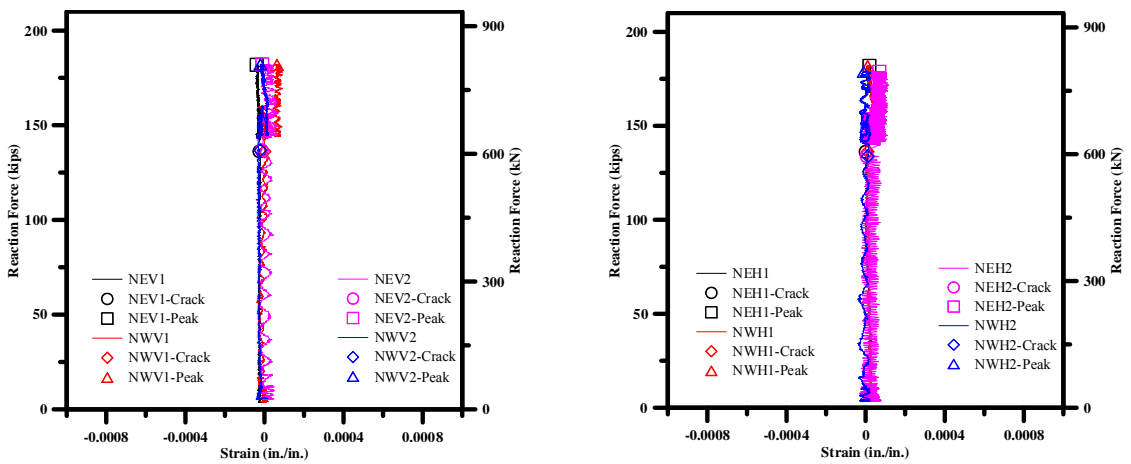 200
150
100
50
0
Reaction Force (kips)
900
600
300
0
Reaction Force (kN)
NEV1
NEV1-Crack
NEV1-Peak
NWV1
NWV1-Crack
NWV1-Peak
NEV2
NEV2-Crack
NEV2-Peak
NWV2
NWV2-Crack
NWV2-Peak
-0.0008 -0.0004 0 0.0004 0.0008
Strain (in./in.)
200
150
100
50
0
Reaction Force (kips)
900
600
300
0
Reaction Force (kN)
NEH1
NEH1-Crack
NEH1-Peak
NWH1
NWH1-Crack
NWH1-Peak
NEH2
NEH2-Crack
NEH2-Peak
NWH2
NWH2-Crack
NWH2-Peak
-0.0008 -0.0004 0 0.0004 0.0008
Strain (in./in.)